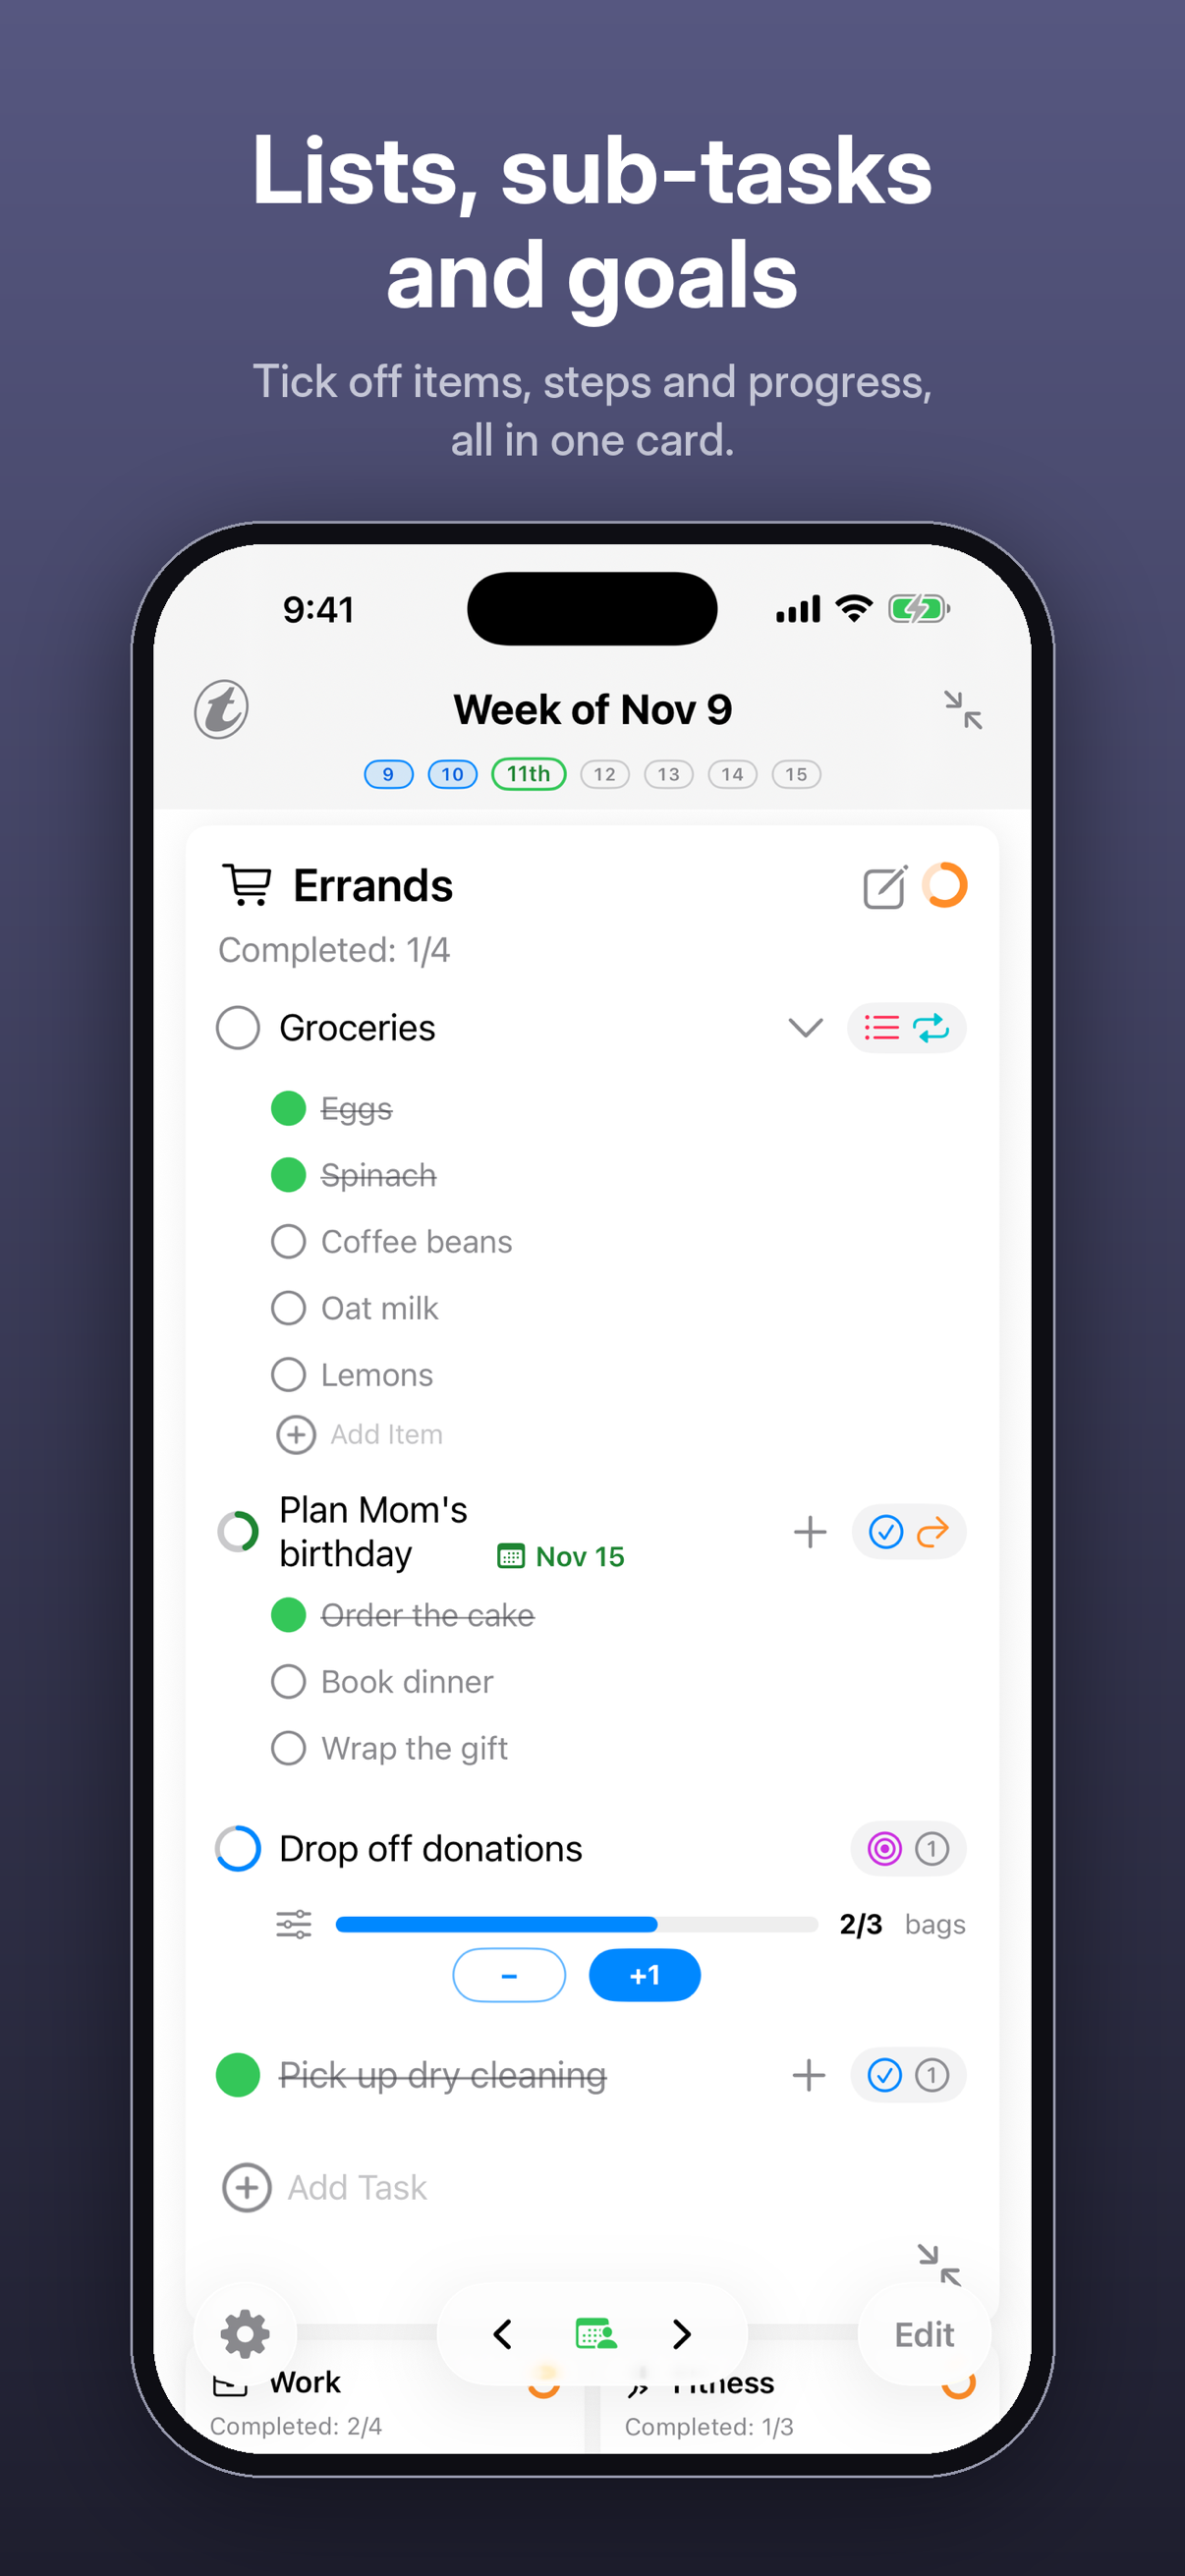 Lists, sub-tasks
and goals
Tick off items, steps and progress,
all in one card.
9:41
t
Week of Nov 9
9 10 11th 12 13 14 15
Errands
Completed: 1/4
Groceries
Eggs
Spinach
Coffee beans
Oat milk
Lemons
Add Item
Plan Mom's
birthday
Nov 15
Order the cake
Book dinner
Wrap the gift
Drop off donations
1
2/3 bags
– +1
Pick up dry cleaning
1
Add Task
Edit
Work
Fitness
Completed: 2/4
Completed: 1/3